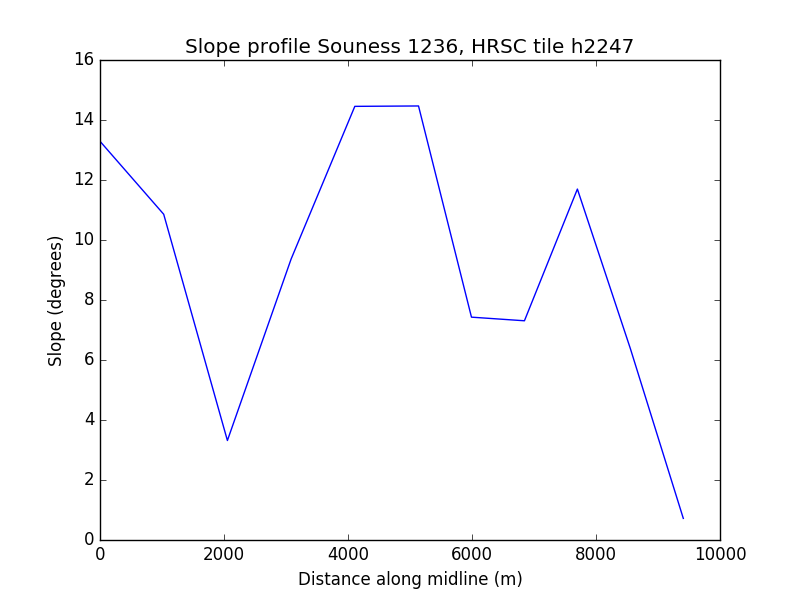 Slope profile Souness 1236, HRSC tile h2247
16
14
12
10
8
6
4
2
0
Slope (degrees)
0 2000 4000 6000 8000 10000
Distance along midline (m)